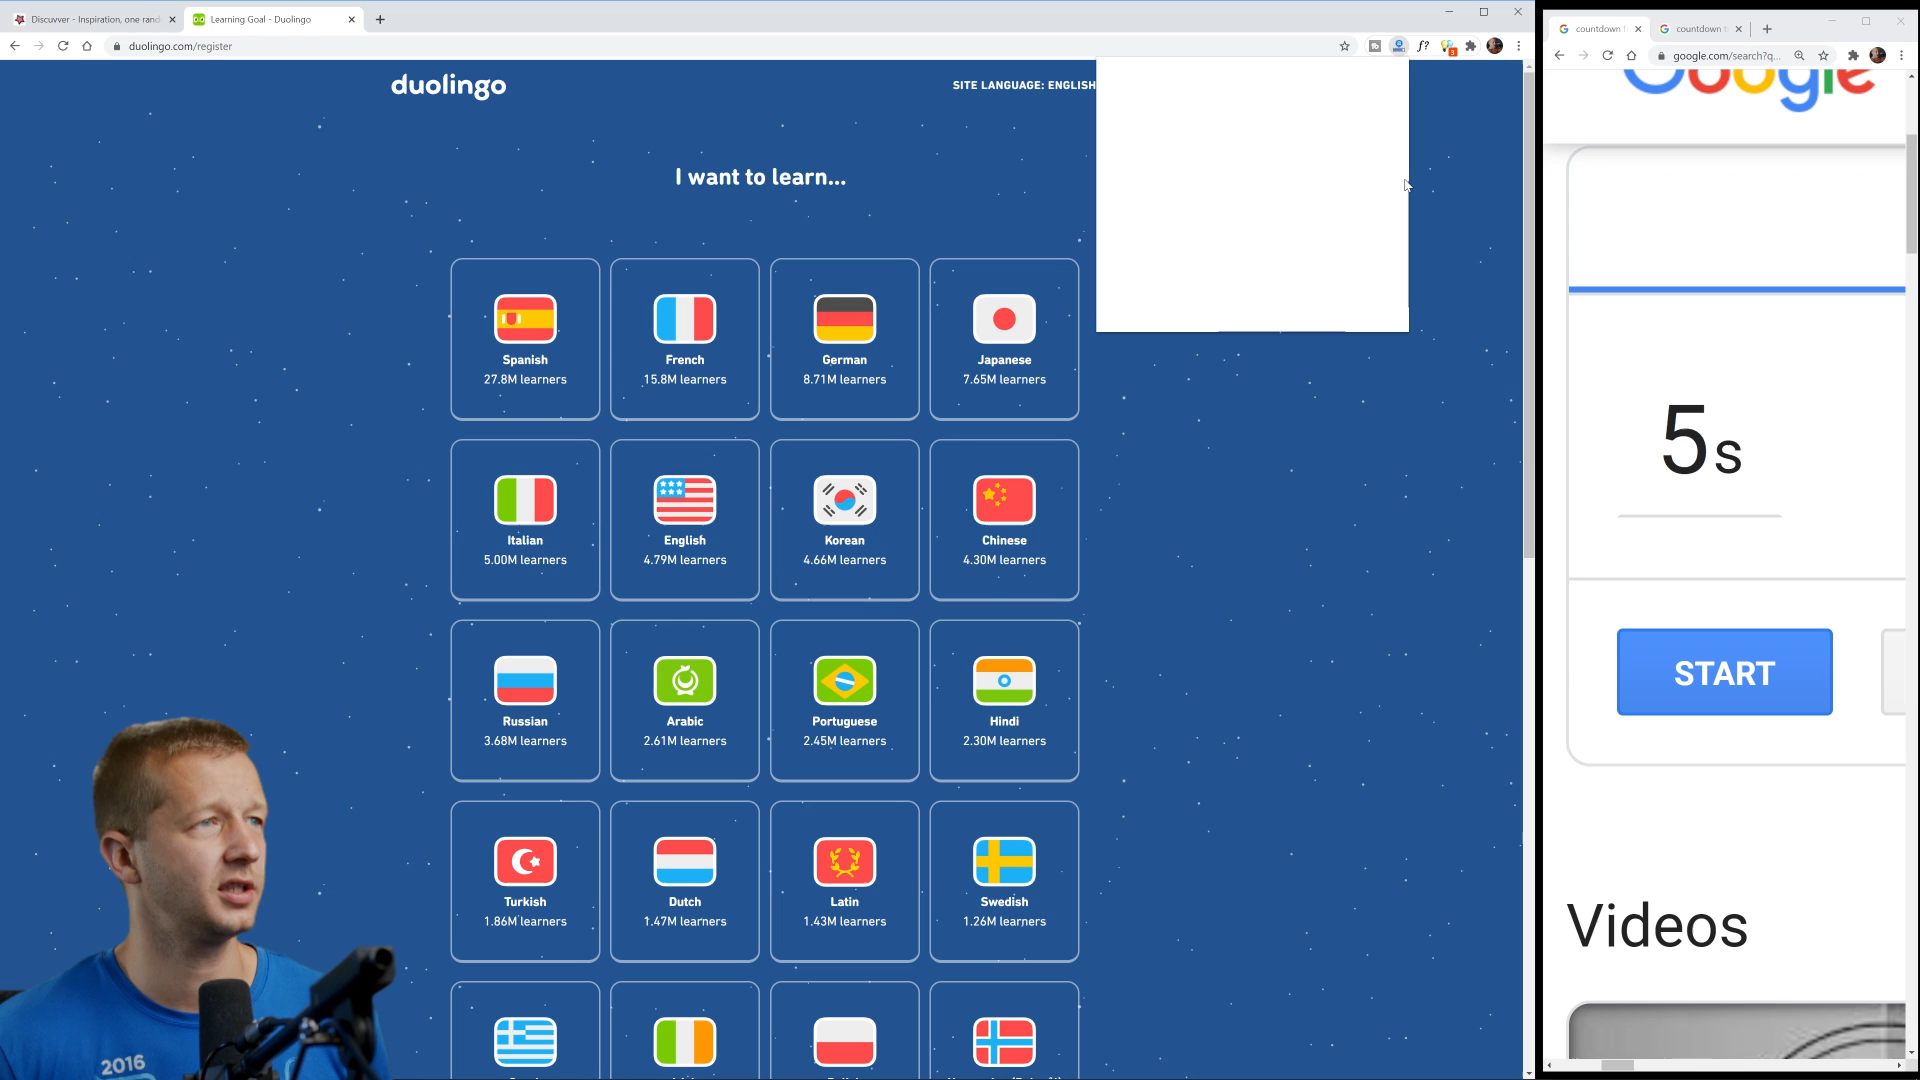 Discuvver - Inspiration, one rand
Learning Goal - Duolingo
duolingo.com/register
f?
3
duolingo
SITE LANGUAGE: ENGLISH
I want to learn...
Spanish
27.8M learners
French
15.8M learners
German
8.71M learners
Japanese
7.65M learners
Italian
5.00M learners
English
4.79M learners
Korean
4.66M learners
Chinese
4.30M learners
Russian
3.68M learners
Arabic
2.61M learners
Portuguese
2.45M learners
Hindi
2.30M learners
Turkish
1.86M learners
Dutch
1.47M learners
Latin
1.43M learners
Swedish
1.26M learners
2016
countdown
countdown t
google.com/search?q...
Google
5s
START
Videos